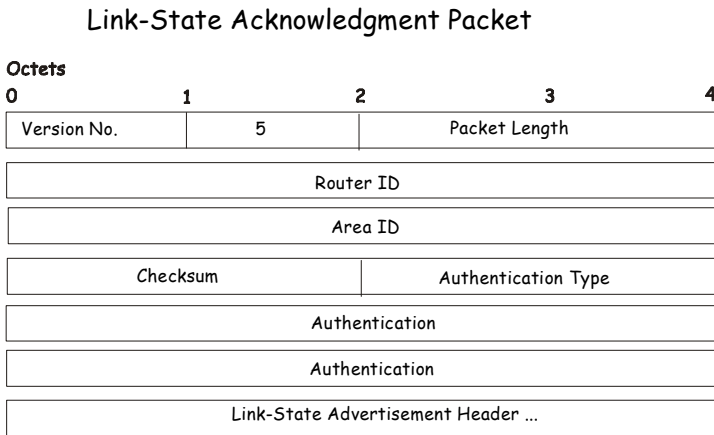 Link-State Acknowledgment Packet
Octets
0 1 2 3 4
Version No. 5 Packet Length
Router ID
Area ID
Checksum Authentication Type
Authentication
Authentication
Link-State Advertisement Header ...